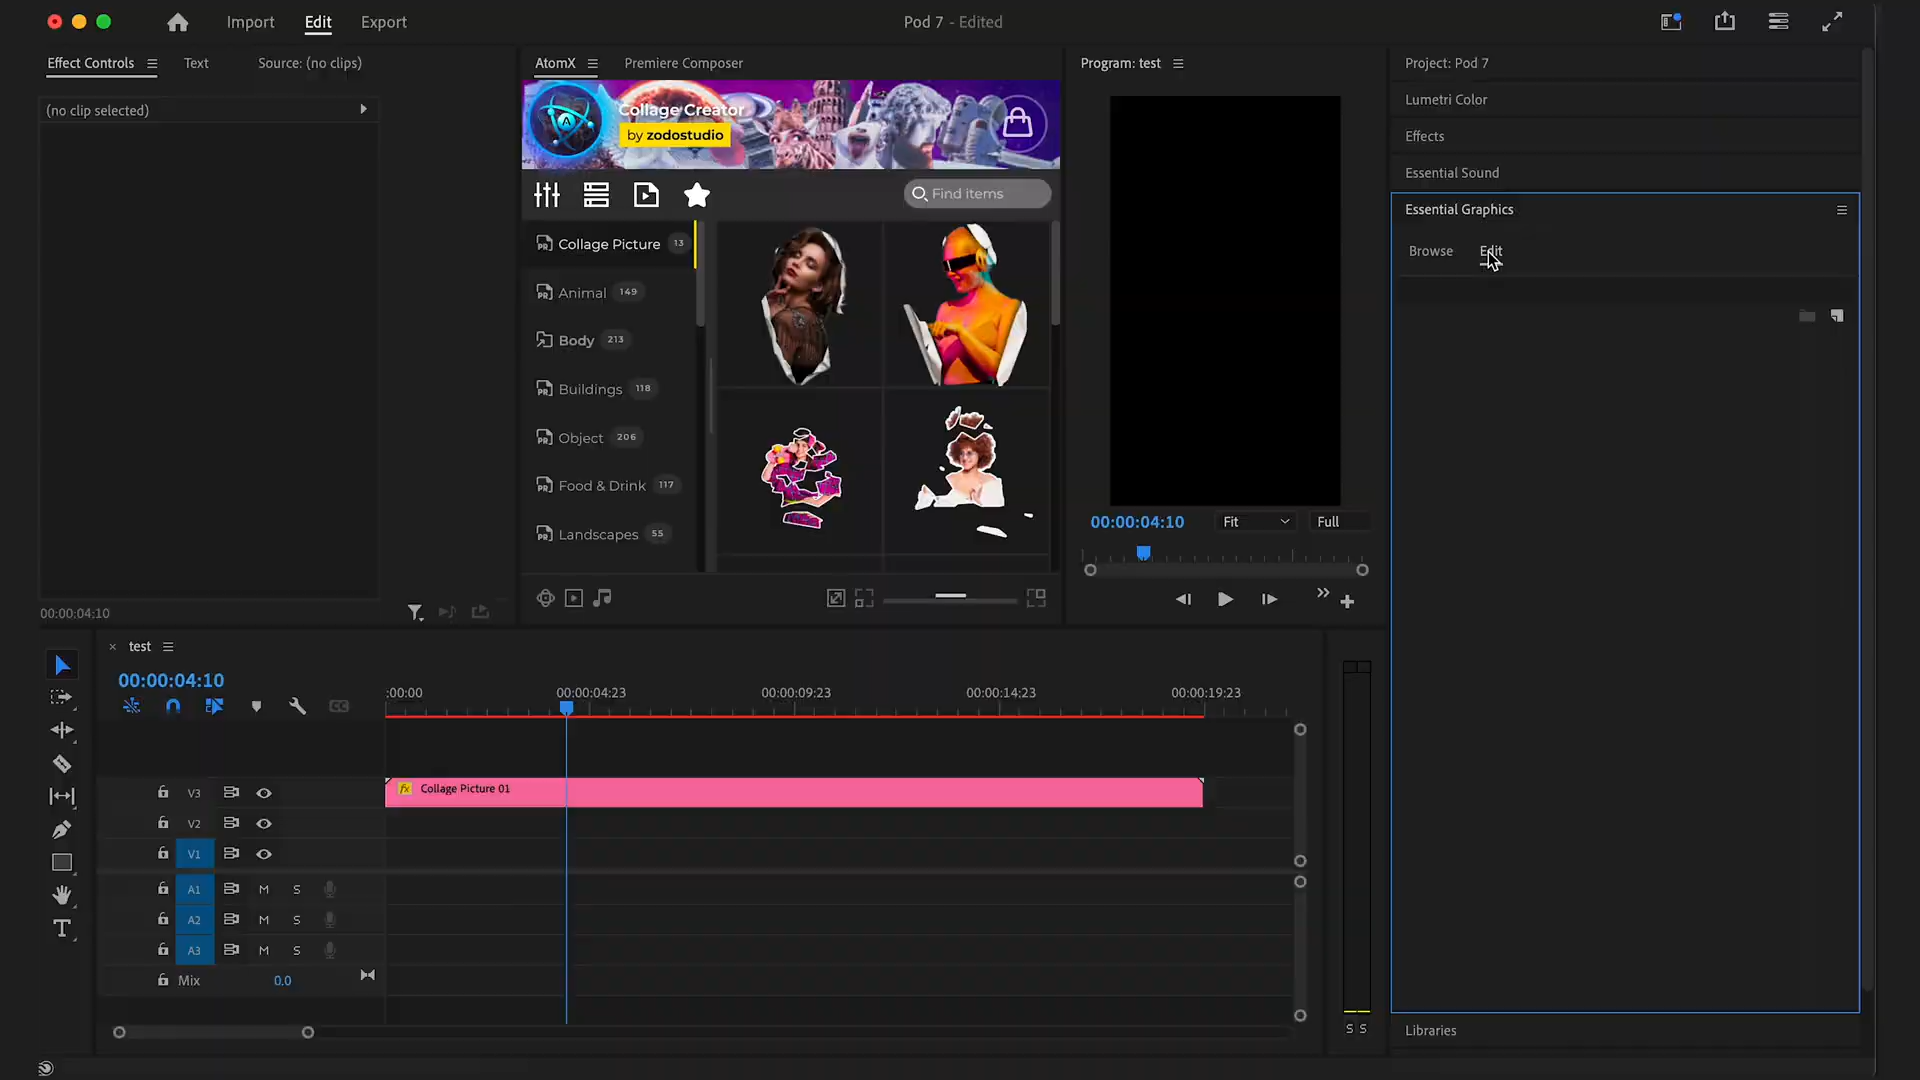 Import
Edit
Export
Pod 7 - Edited
Effect Controls
Text
Source: (no clips)
AtomX
Premiere Composer
Program: test
Project: Pod 7
(no clip selected)
Collage Creator
by zodostudio
Lumetri Color
Effects
Essential Sound
Essential Graphics
Browse
Edit
Find items
Collage Picture 13
Animal 149
Body 213
Buildings 118
Object 206
Food & Drink 117
Landscapes 55
00:00:04:10
Fit
Full
00:00:04:10
test
00:00:04:10
:00:00
00:00:04:23
00:00:09:23
00:00:14:23
00:00:19:23
V3
Collage Picture 01
V2
V1
A1 M S
A2 M S
A3 M S
Mix 0.0
S S
Libraries